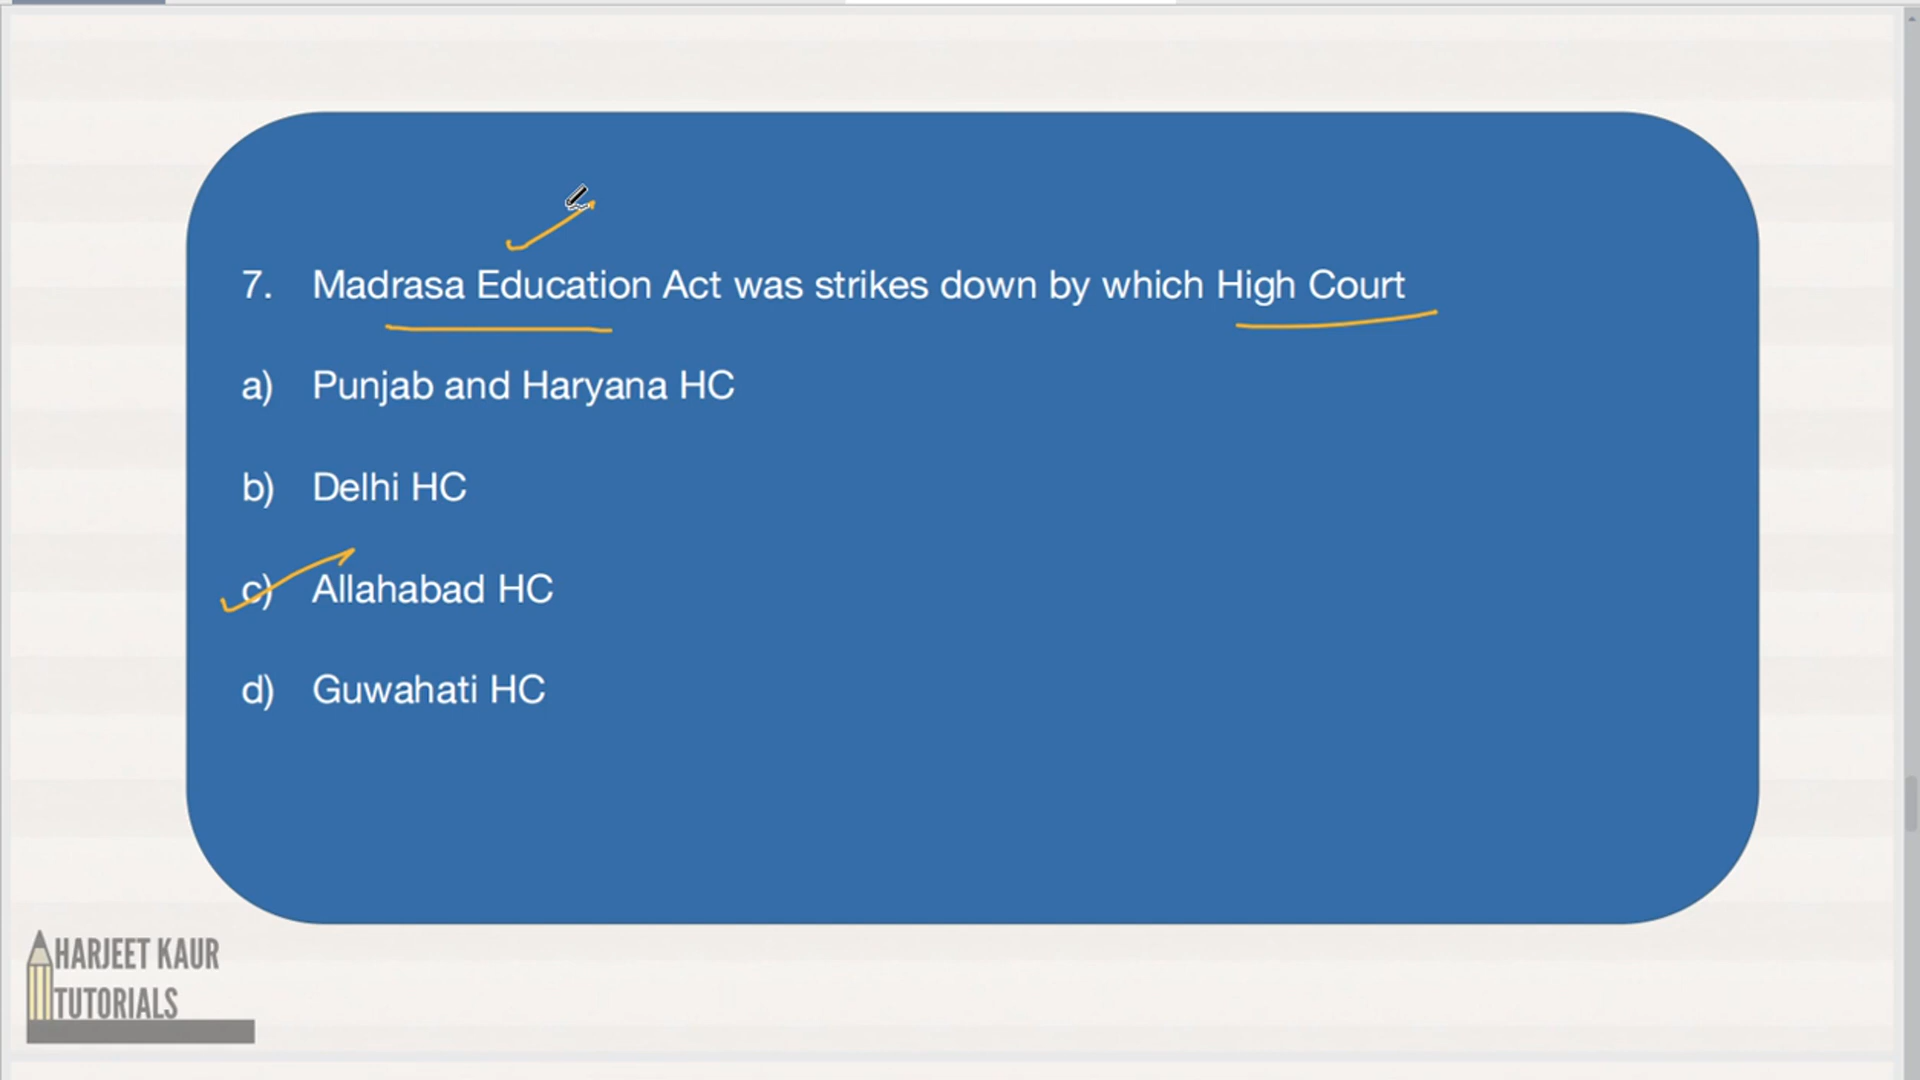 7. Madrasa Education Act was strikes down by which High Court
a) Punjab and Haryana HC
b) Delhi HC
c) Allahabad HC
d) Guwahati HC
HARJEET KAUR
TUTORIALS